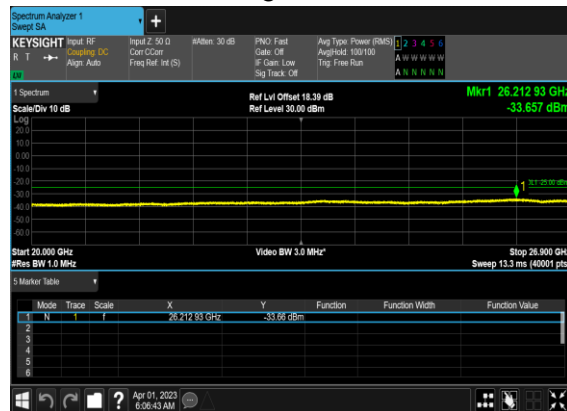 Spectrum Analyzer 1
Swept SA
+
KEYSIGHT
R T
LXI
Input: RF
Coupling: DC
Align: Auto
Input Z: 50 Ω
Corr CCorr
Freq Ref: Int (S)
#Atten: 30 dB
PNO: Fast
Gate: Off
IF Gain: Low
Sig Track: Off
Avg Type: Power (RMS)
Avg|Hold: 100/100
Trig: Free Run
1 2 3 4 5 6
A W W W W W
A N N N N N
1 Spectrum
Scale/Div 10 dB
Ref Lvl Offset 18.39 dB
Ref Level 30.00 dBm
Mkr1 26.212 93 GHz
-33.657 dBm
Log
20.0
10.0
0.00
-10.0
-20.0
-30.0
-40.0
-50.0
-60.0
1
Start 20.000 GHz
#Res BW 1.0 MHz
Video BW 3.0 MHz*
Stop 26.900 GHz
Sweep 13.3 ms (40001 pts
5 Marker Table
Mode Trace Scale X Y Function Function Width Function Value
1 N 1 f 26.212 93 GHz -33.66 dBm
2
3
4
5
6
?
Apr 01, 2023
6:06:43 AM